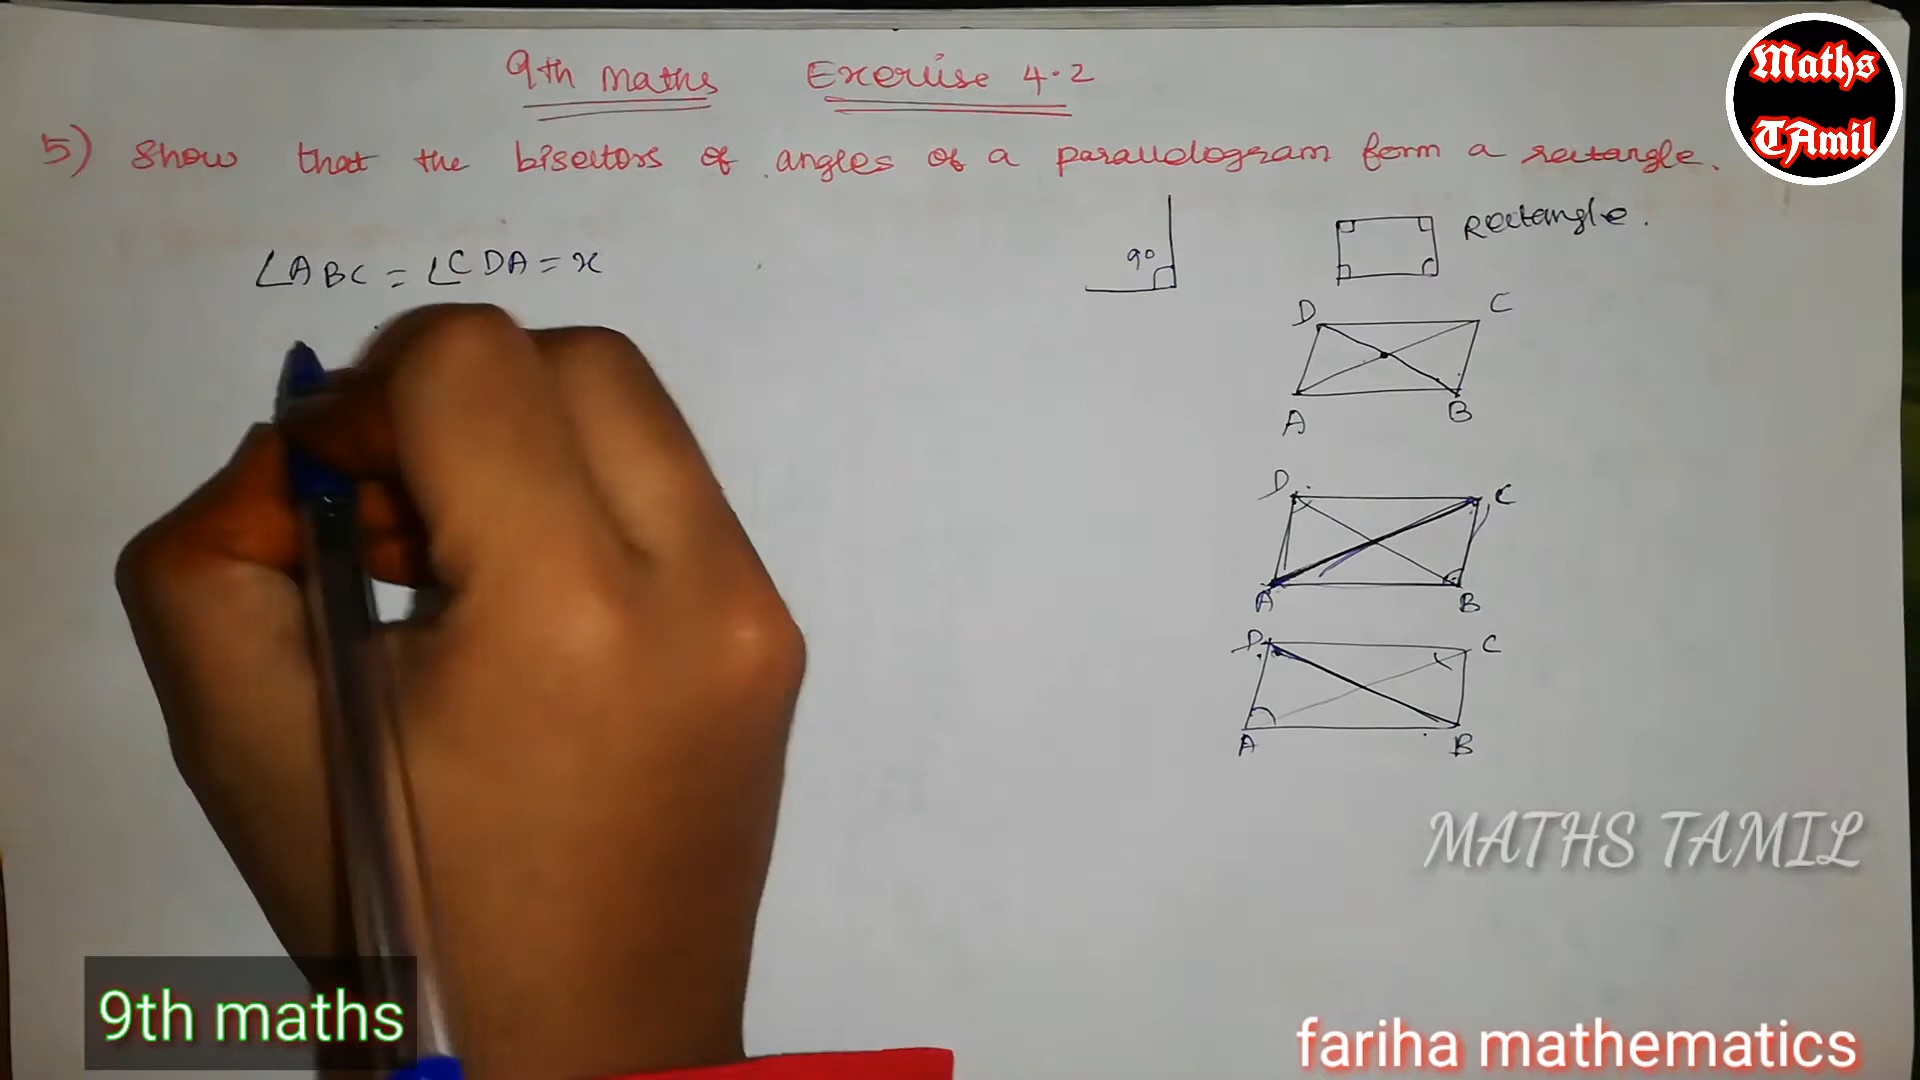 9th maths Exercise 4.2
Maths
TAmil
5) Show that the bisectors of angles of a parallelogram form a rectangle.
90
Rectangle.
∠ABC = ∠CDA = x
D C
A B
D C
A B
D C
A B
MATHS TAMIL
9th maths
fariha mathematics